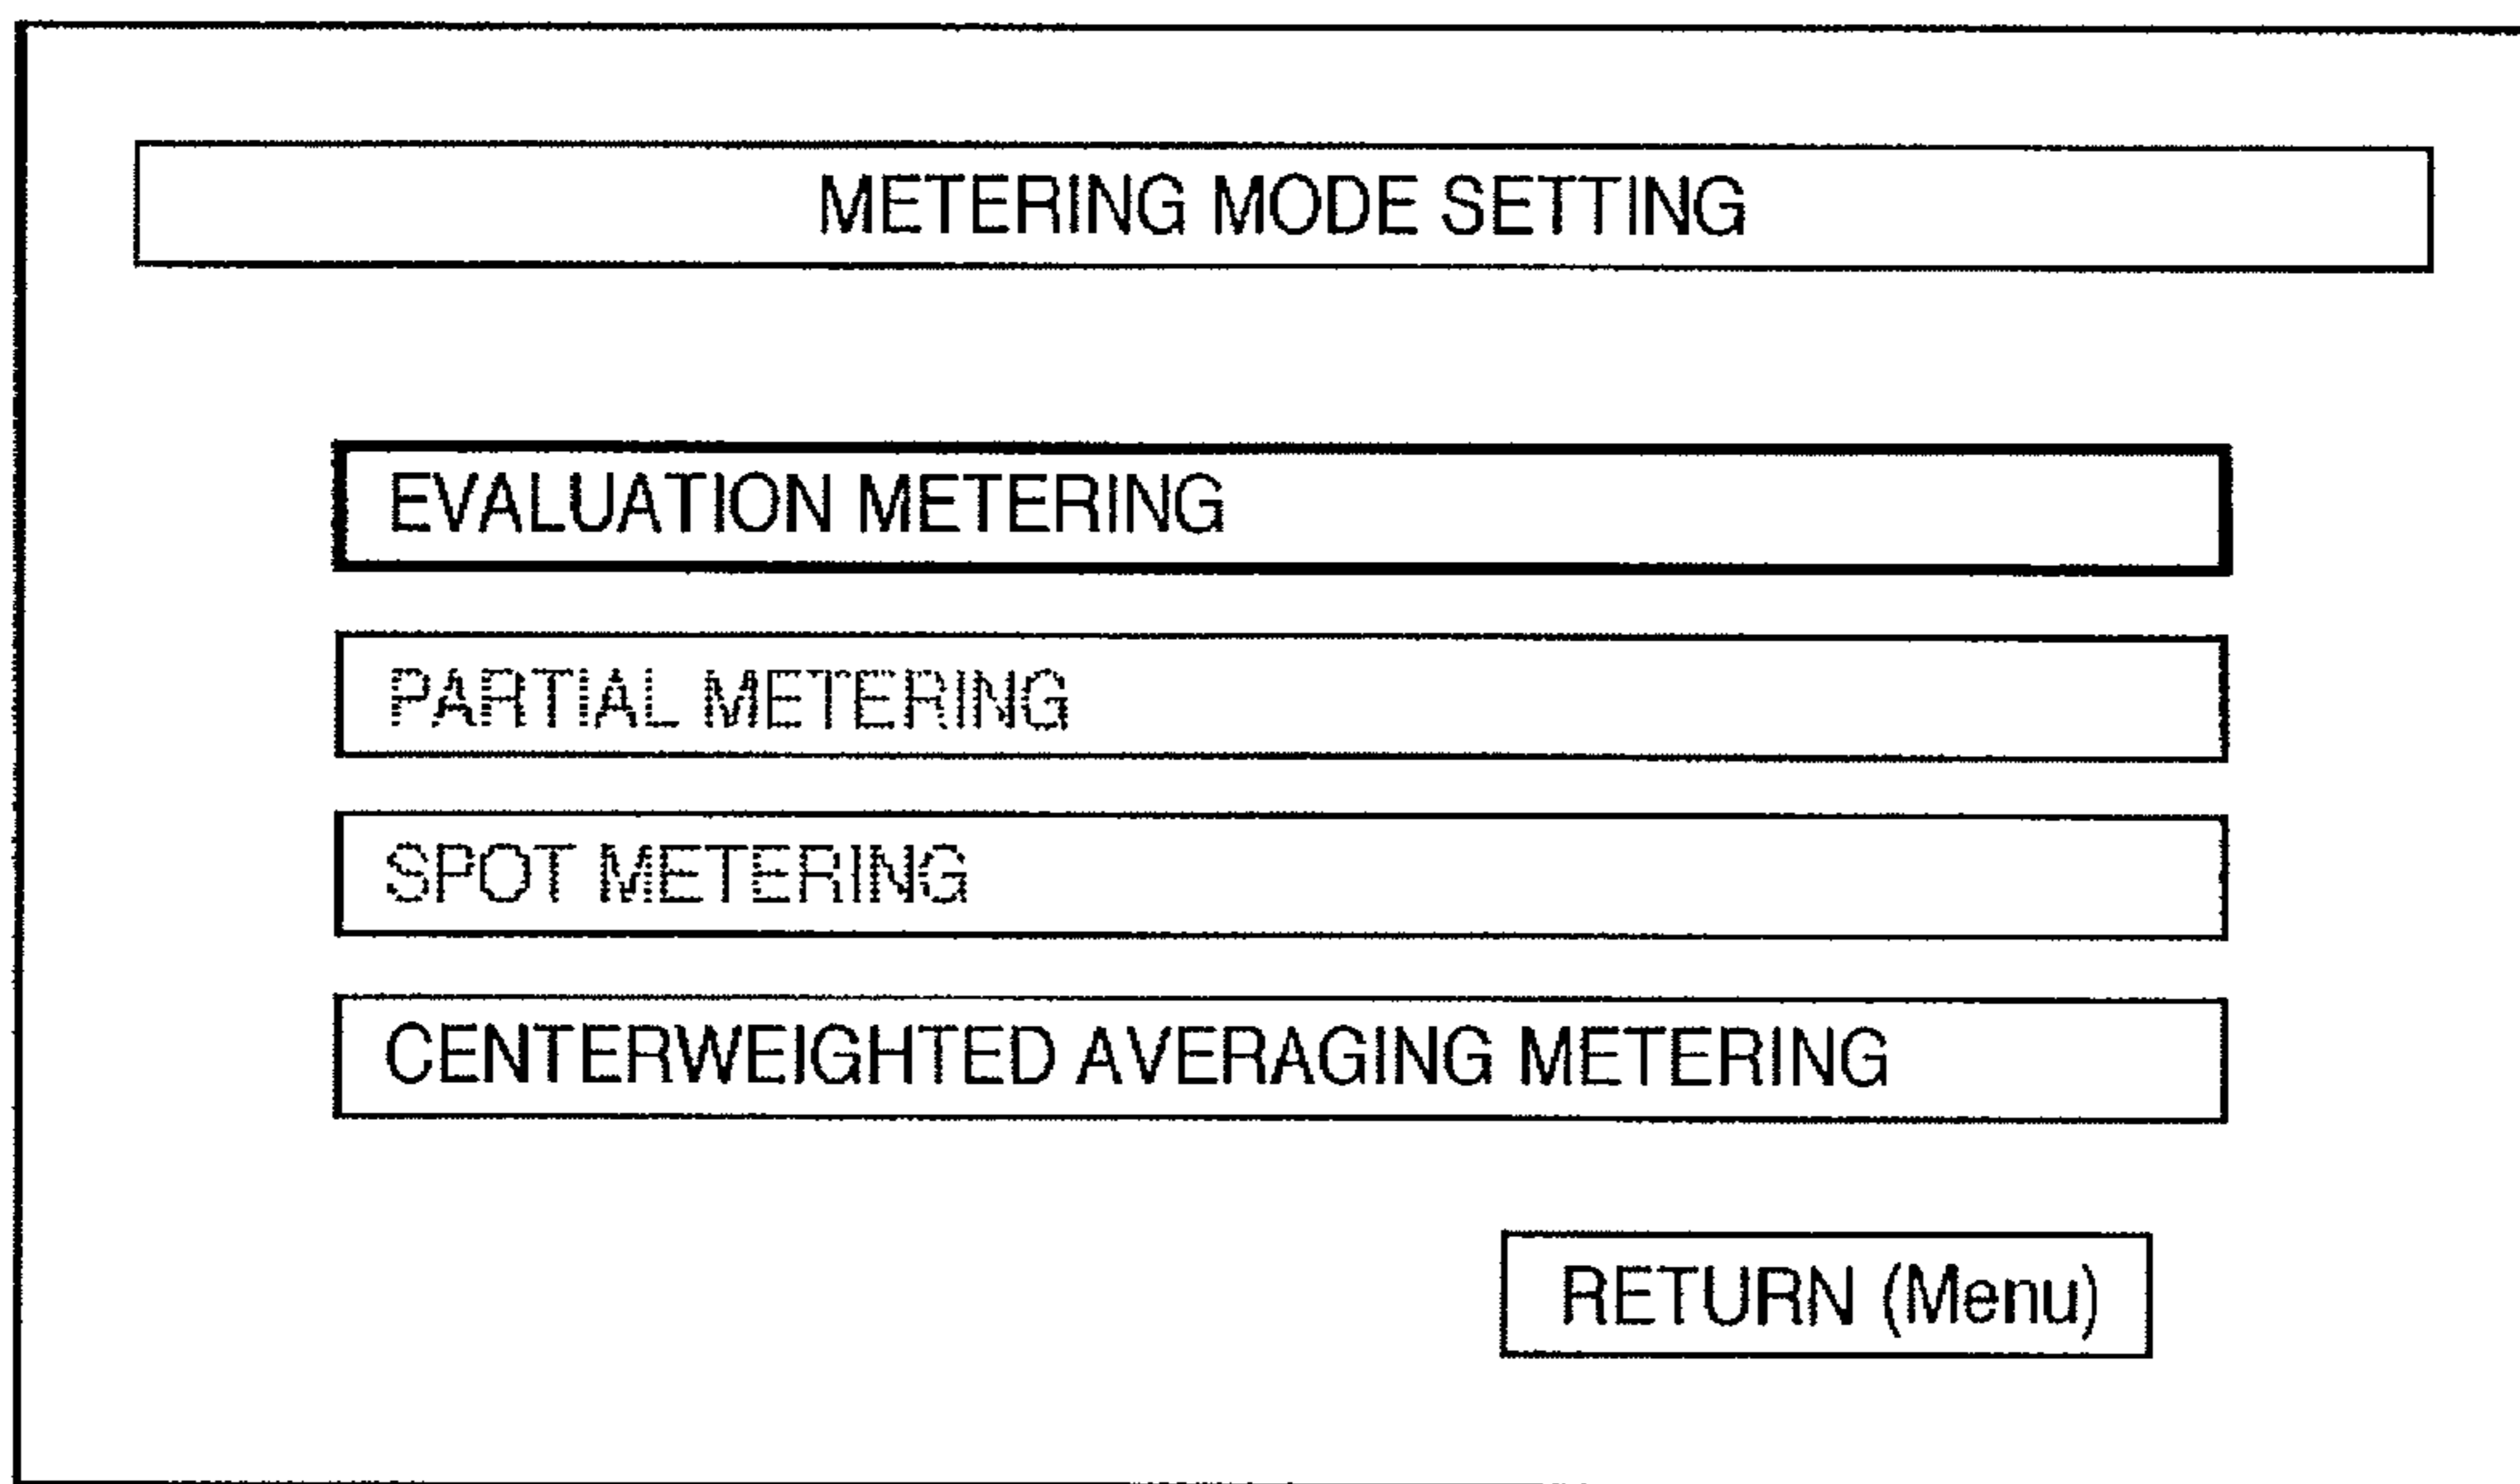 METERING MODE SETTING
EVALUATION METERING
PARTIAL METERING
SPOT METERING
CENTERWEIGHTED AVERAGING METERING
RETURN (Menu)